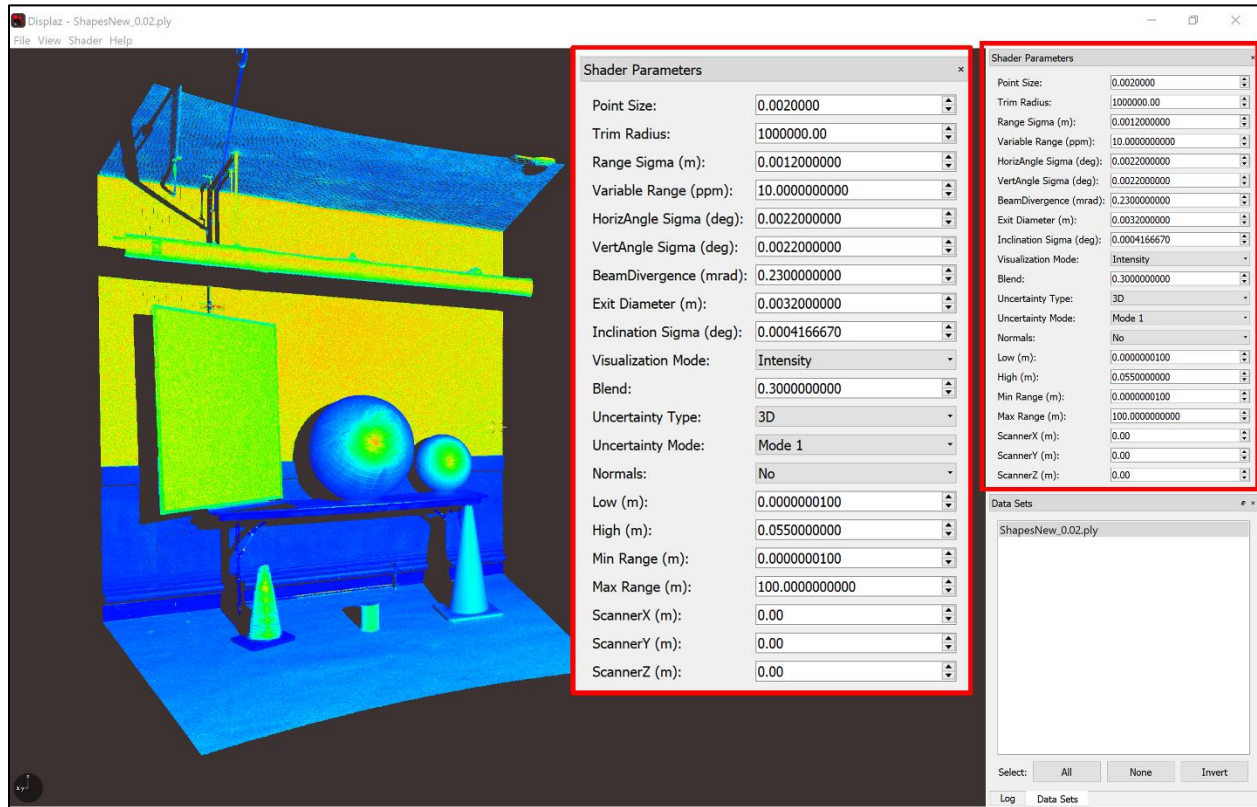 Displaz - ShapesNew_0.02.ply
File View Shader Help
Shader Parameters
Point Size: 0.0020000
Trim Radius: 1000000.00
Range Sigma (m): 0.0012000000
Variable Range (ppm): 10.0000000000
HorizAngle Sigma (deg): 0.0022000000
VertAngle Sigma (deg): 0.0022000000
BeamDivergence (mrad): 0.2300000000
Exit Diameter (m): 0.0032000000
Inclination Sigma (deg): 0.0004166670
Visualization Mode: Intensity
Blend: 0.3000000000
Uncertainty Type: 3D
Uncertainty Mode: Mode 1
Normals: No
Low (m): 0.0000000100
High (m): 0.0550000000
Min Range (m): 0.0000000100
Max Range (m): 100.0000000000
ScannerX (m): 0.00
ScannerY (m): 0.00
ScannerZ (m): 0.00
Shader Parameters
Point Size: 0.0020000
Trim Radius: 1000000.00
Range Sigma (m): 0.0012000000
Variable Range (ppm): 10.0000000000
HorizAngle Sigma (deg): 0.0022000000
VertAngle Sigma (deg): 0.0022000000
BeamDivergence (mrad): 0.2300000000
Exit Diameter (m): 0.0032000000
Inclination Sigma (deg): 0.0004166670
Visualization Mode: Intensity
Blend: 0.3000000000
Uncertainty Type: 3D
Uncertainty Mode: Mode 1
Normals: No
Low (m): 0.0000000100
High (m): 0.0550000000
Min Range (m): 0.0000000100
Max Range (m): 100.0000000000
ScannerX (m): 0.00
ScannerY (m): 0.00
ScannerZ (m): 0.00
Data Sets
ShapesNew_0.02.ply
Select: All None Invert
Log Data Sets